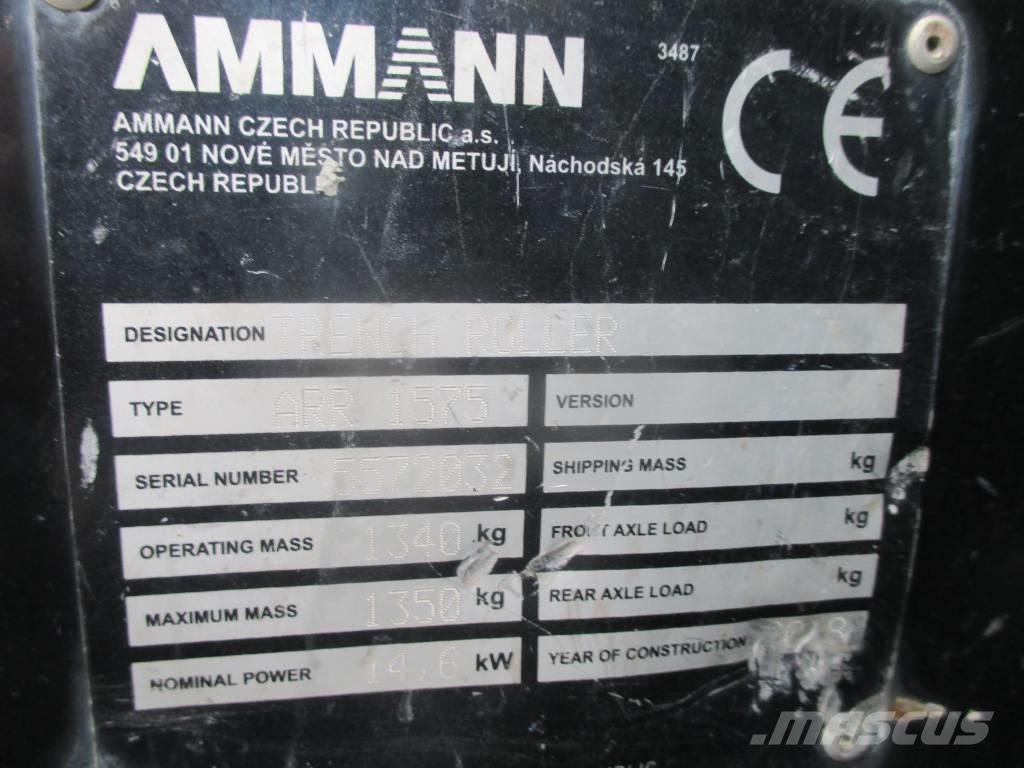 AMMANN
3487
CE
AMMANN CZECH REPUBLIC a.s.
549 01 NOVÉ MĚSTO NAD METUJÍ, Náchodská 145
CZECH
DESIGNATION TRENCH ROLLER
TYPE ARR 1575
VERSION
SERIAL NUMBER 6572032
SHIPPING MASS kg
OPERATING MASS 1340 kg
FRONT AXLE LOAD kg
MAXIMUM MASS 1350 kg
REAR AXLE LOAD kg
NOMINAL POWER 14,6 kW
YEAR OF CONSTRUCTION
mascus